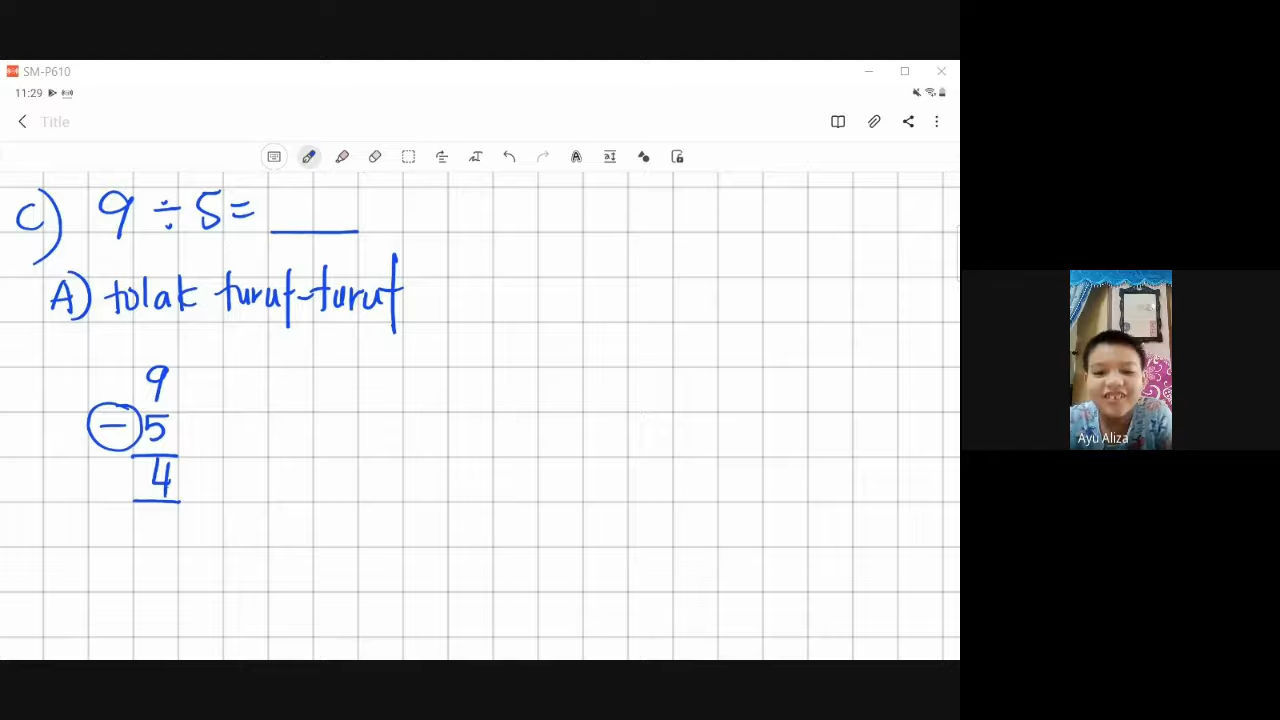 SM-P610
11:29
Title
C) 9 ÷ 5 = ____
A) tolak turut-turut
9
- 5
4
Ayu Aliza